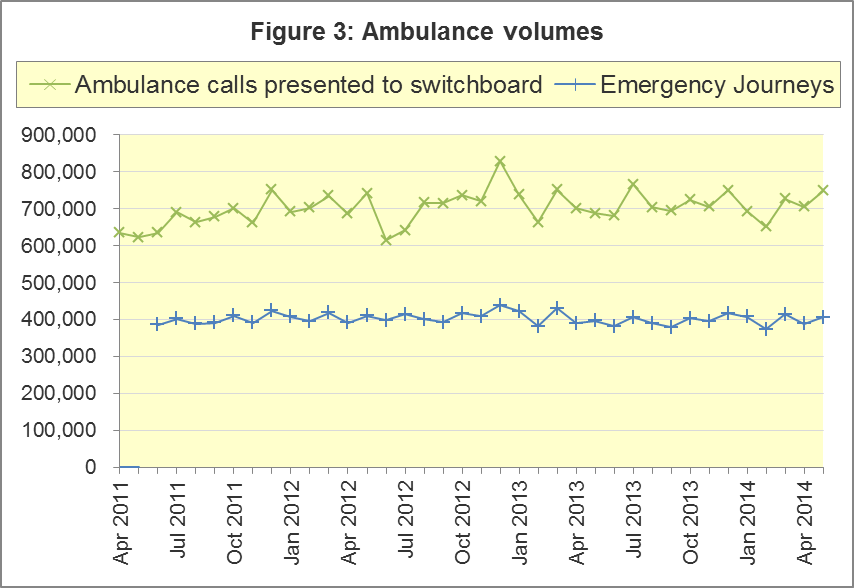 Figure 3: Ambulance volumes
Ambulance calls presented to switchboard Emergency Journeys
900,000
800,000
700,000
600,000
500,000
400,000
300,000
200,000
100,000
0
Apr 2011
Jul 2011
Oct 2011
Jan 2012
Apr 2012
Jul 2012
Oct 2012
Jan 2013
Apr 2013
Jul 2013
Oct 2013
Jan 2014
Apr 2014